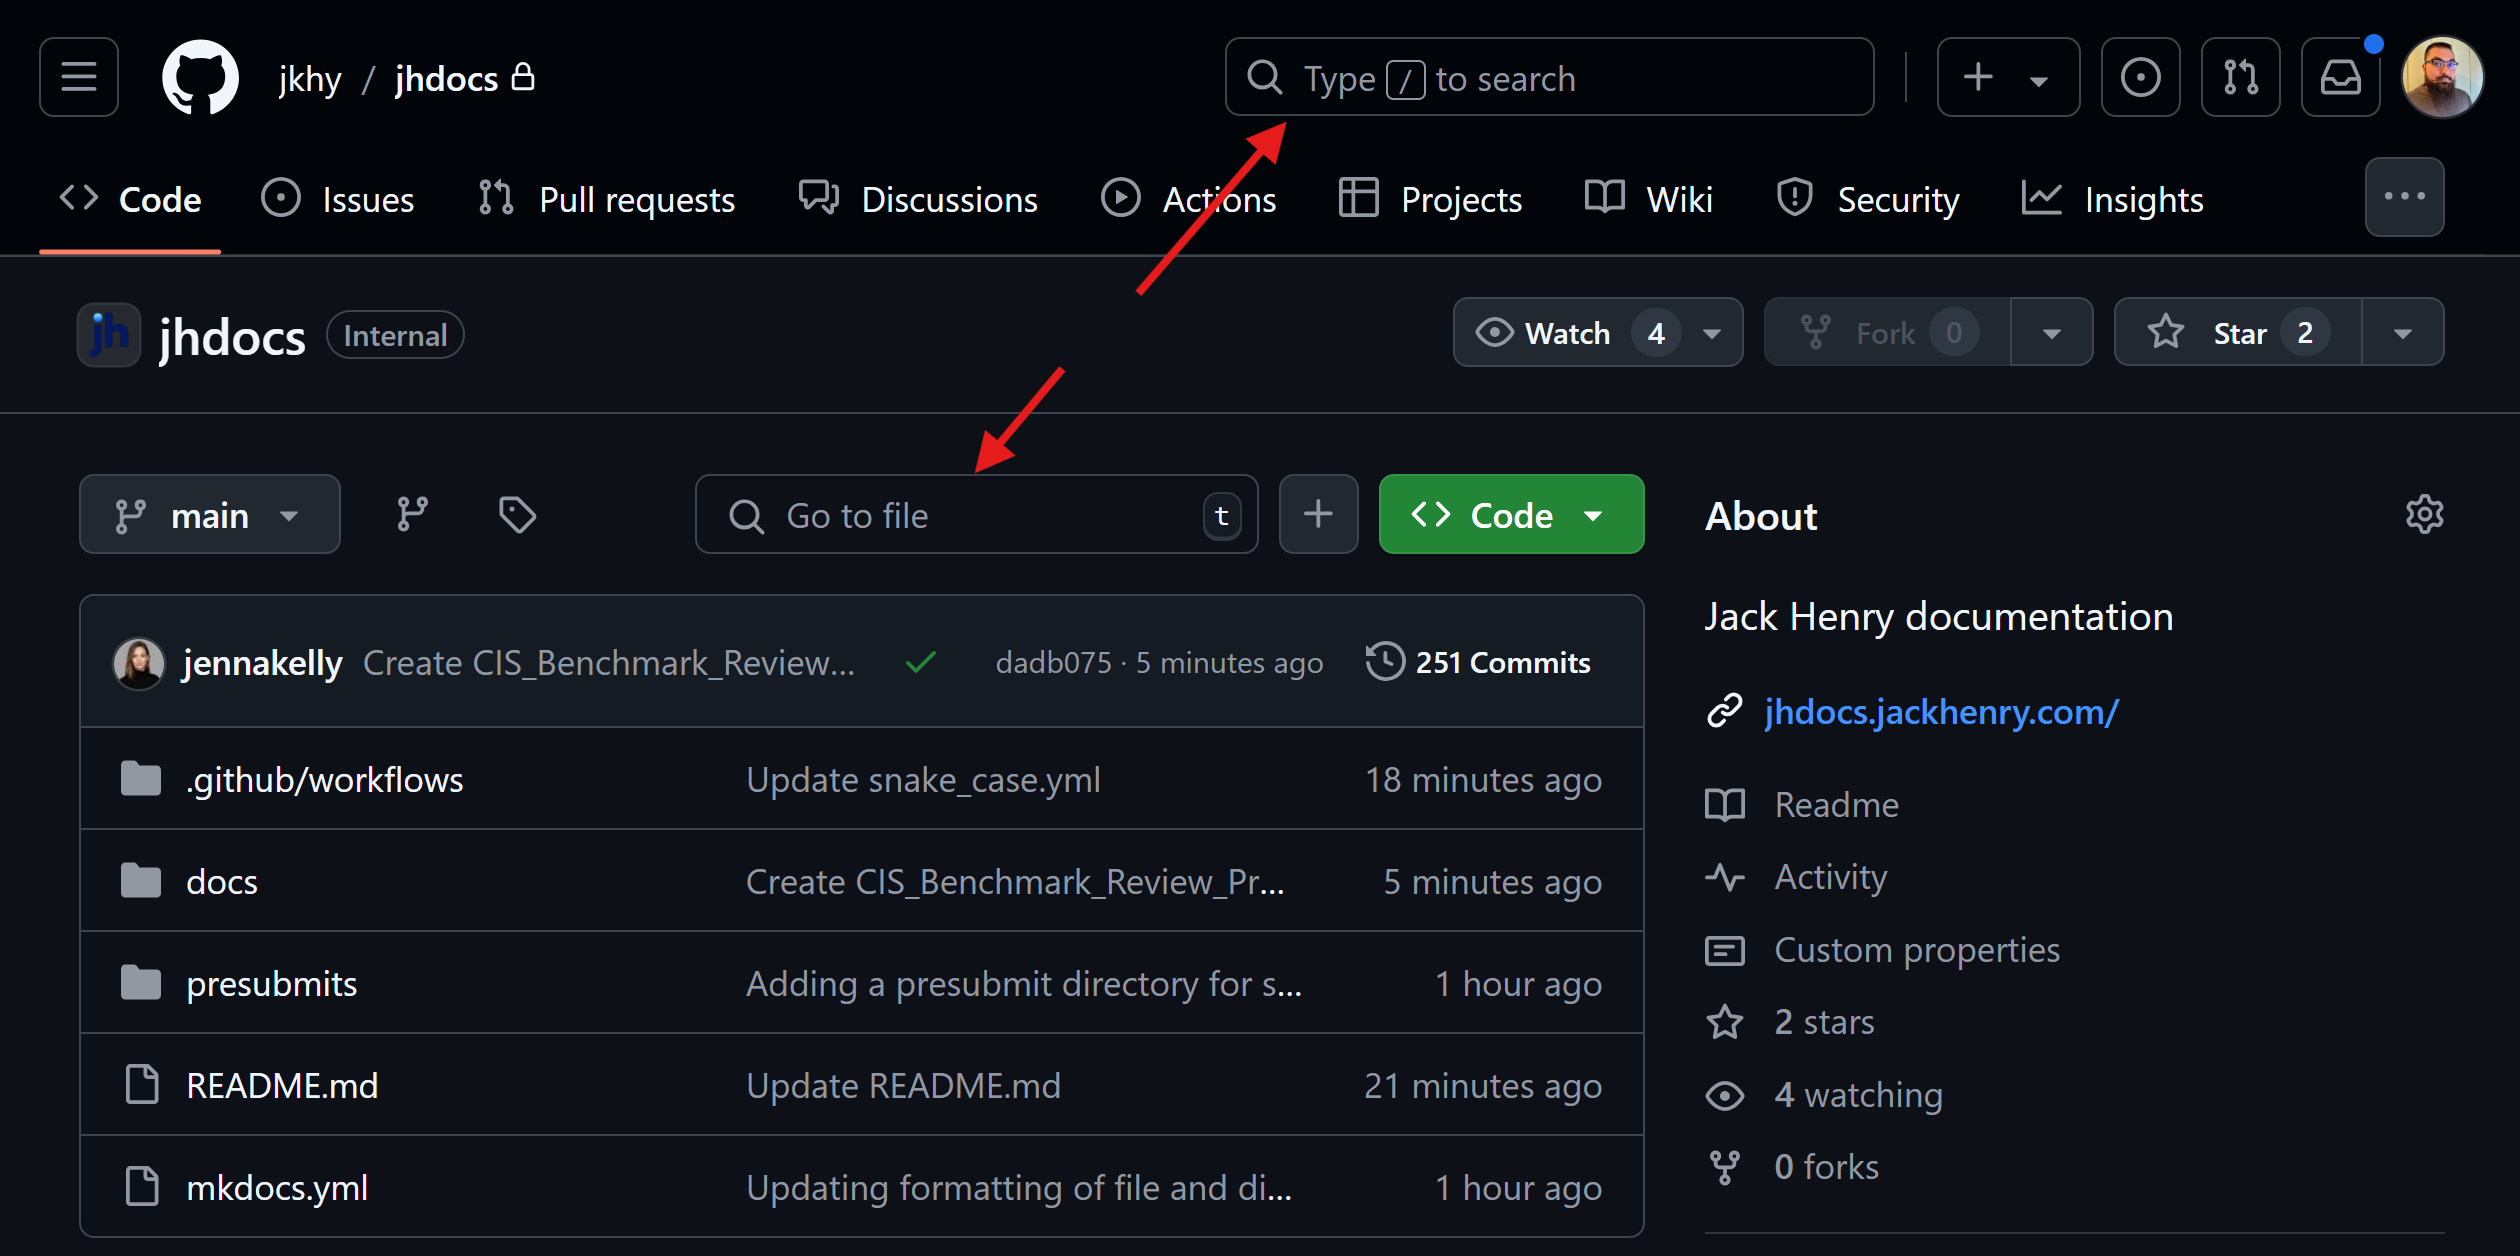 jkhy / jhdocs
Type / to search
Code Issues Pull requests Discussions Actions Projects Wiki Security Insights
jh jhdocs Internal
Watch 4 Fork 0 Star 2
main
Go to file t
Code
About
Jack Henry documentation
jhdocs.jackhenry.com/
Readme
Activity
Custom properties
2 stars
4 watching
0 forks
jennakelly Create CIS_Benchmark_Review... dadb075 · 5 minutes ago 251 Commits
.github/workflows Update snake_case.yml 18 minutes ago
docs Create CIS_Benchmark_Review_Pr... 5 minutes ago
presubmits Adding a presubmit directory for s... 1 hour ago
README.md Update README.md 21 minutes ago
mkdocs.yml Updating formatting of file and di... 1 hour ago